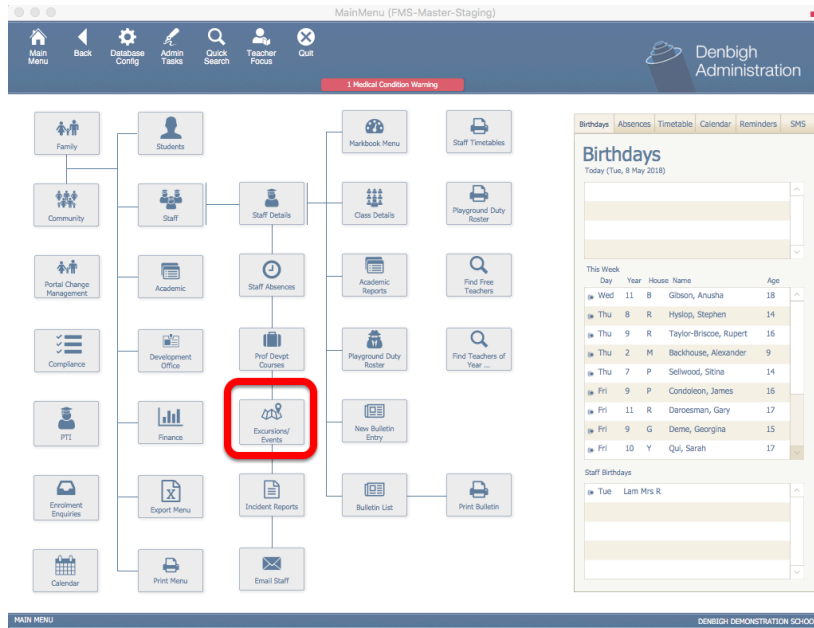 MainMenu (FMS-Master-Staging)
Main
Menu
Back
Database
Config
Admin
Tasks
Quick
Search
Teacher
Focus
Quit
Denbigh
Administration
1 Medical Condition Warning
Family
Students
Markbook Menu
Staff Timetables
Community
Staff
Staff Details
Class Details
Playground Duty
Roster
Portal Change
Management
Academic
Staff Absences
Academic
Reports
Find Free
Teachers
Compliance
Development
Office
Prof Devpt
Courses
Playground Duty
Roster
Find Teachers of
Year ...
PTI
Finance
Excursions/
Events
New Bulletin
Entry
Enrolment
Enquiries
X
Export Menu
Incident Reports
Bulletin List
Print Bulletin
Calendar
Print Menu
Email Staff
Birthdays Absences Timetable Calendar Reminders SMS
Birthdays
Today (Tue, 8 May 2018)
This Week
Day Year House Name Age
Wed 11 B Gibson, Anusha 18
Thu 8 R Hyslop, Stephen 14
Thu 9 R Taylor-Briscoe, Rupert 16
Thu 2 M Backhouse, Alexander 9
Thu 7 P Sellwood, Sitina 14
Fri 9 P Condoleon, James 16
Fri 11 R Daroesman, Gary 17
Fri 9 G Deme, Georgina 15
Fri 10 Y Qui, Sarah 17
Staff Birthdays
Tue Lam Mrs R
MAIN MENU
DENBIGH DEMONSTRATION SCHOO